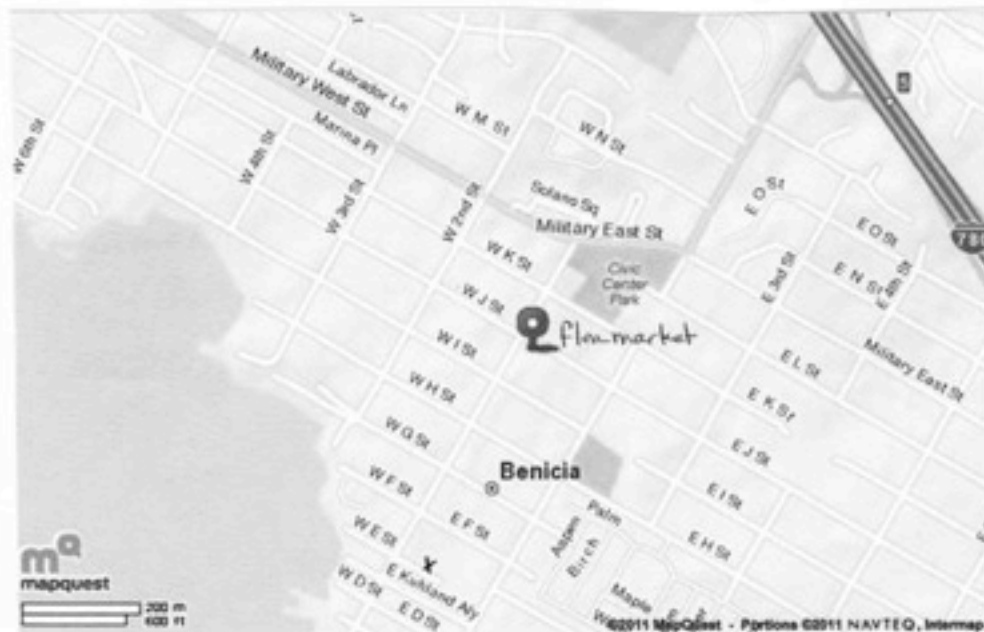 Labrador Ln
Military West St
Marina Pl
W M St
W N St
5
W 6th St
W 4th St
W 3rd St
W 2nd St
Solano Sq
Military East St
E O St
E O St
780
E N St
E 4th St
E 3rd St
W K St
Civic
Center
Park
W J St
flea market
W I St
E L St
Military East St
W H St
E K St
W G St
E J St
Benicia
W F St
E I St
E F St
Palm
W E St
Aspen
Birch
E H St
E Kuhland Aly
mapquest
W D St
E D St
Maple
200 m
600 ft
©2011 MapQuest - Portions ©2011 NAVTEQ, Intermap